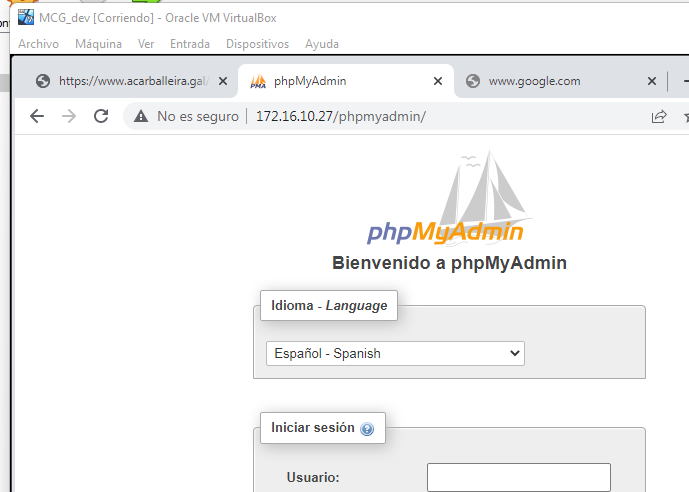 MCG_dev [Corriendo] - Oracle VM VirtualBox
Archivo Máquina Ver Entrada Dispositivos Ayuda
https://www.acarballeira.gal/ phpMyAdmin www.google.com
No es seguro 172.16.10.27/phpmyadmin/
phpMyAdmin
Bienvenido a phpMyAdmin
Idioma - Language
Español - Spanish
Iniciar sesión
Usuario: